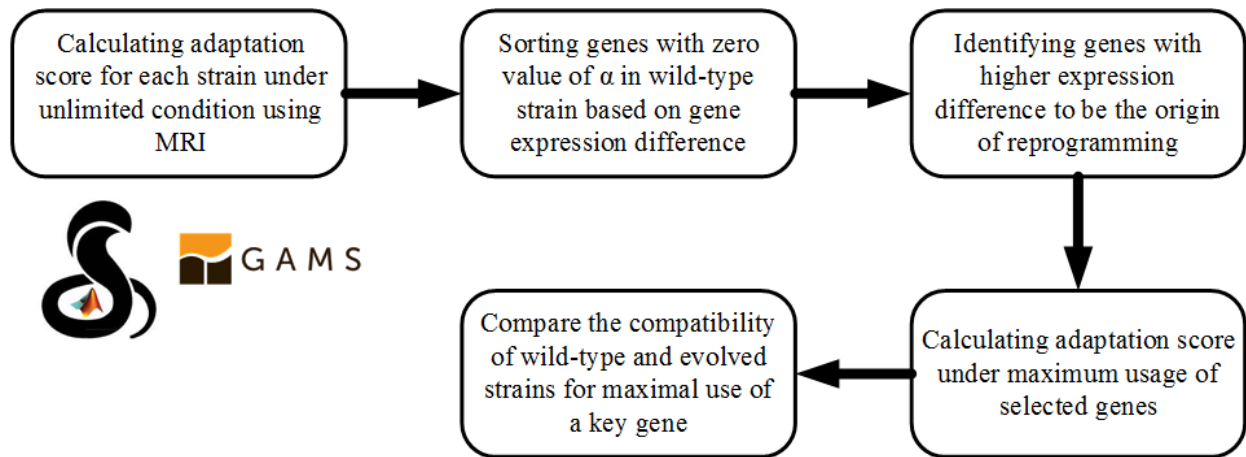 Calculating adaptation
score for each strain under
unlimited condition using
MRI
Sorting genes with zero
value of α in wild-type
strain based on gene
expression difference
Identifying genes with
higher expression
difference to be the origin
of reprogramming
GAMS
Compare the compatibility
of wild-type and evolved
strains for maximal use of
a key gene
Calculating adaptation score
under maximum usage of
selected genes